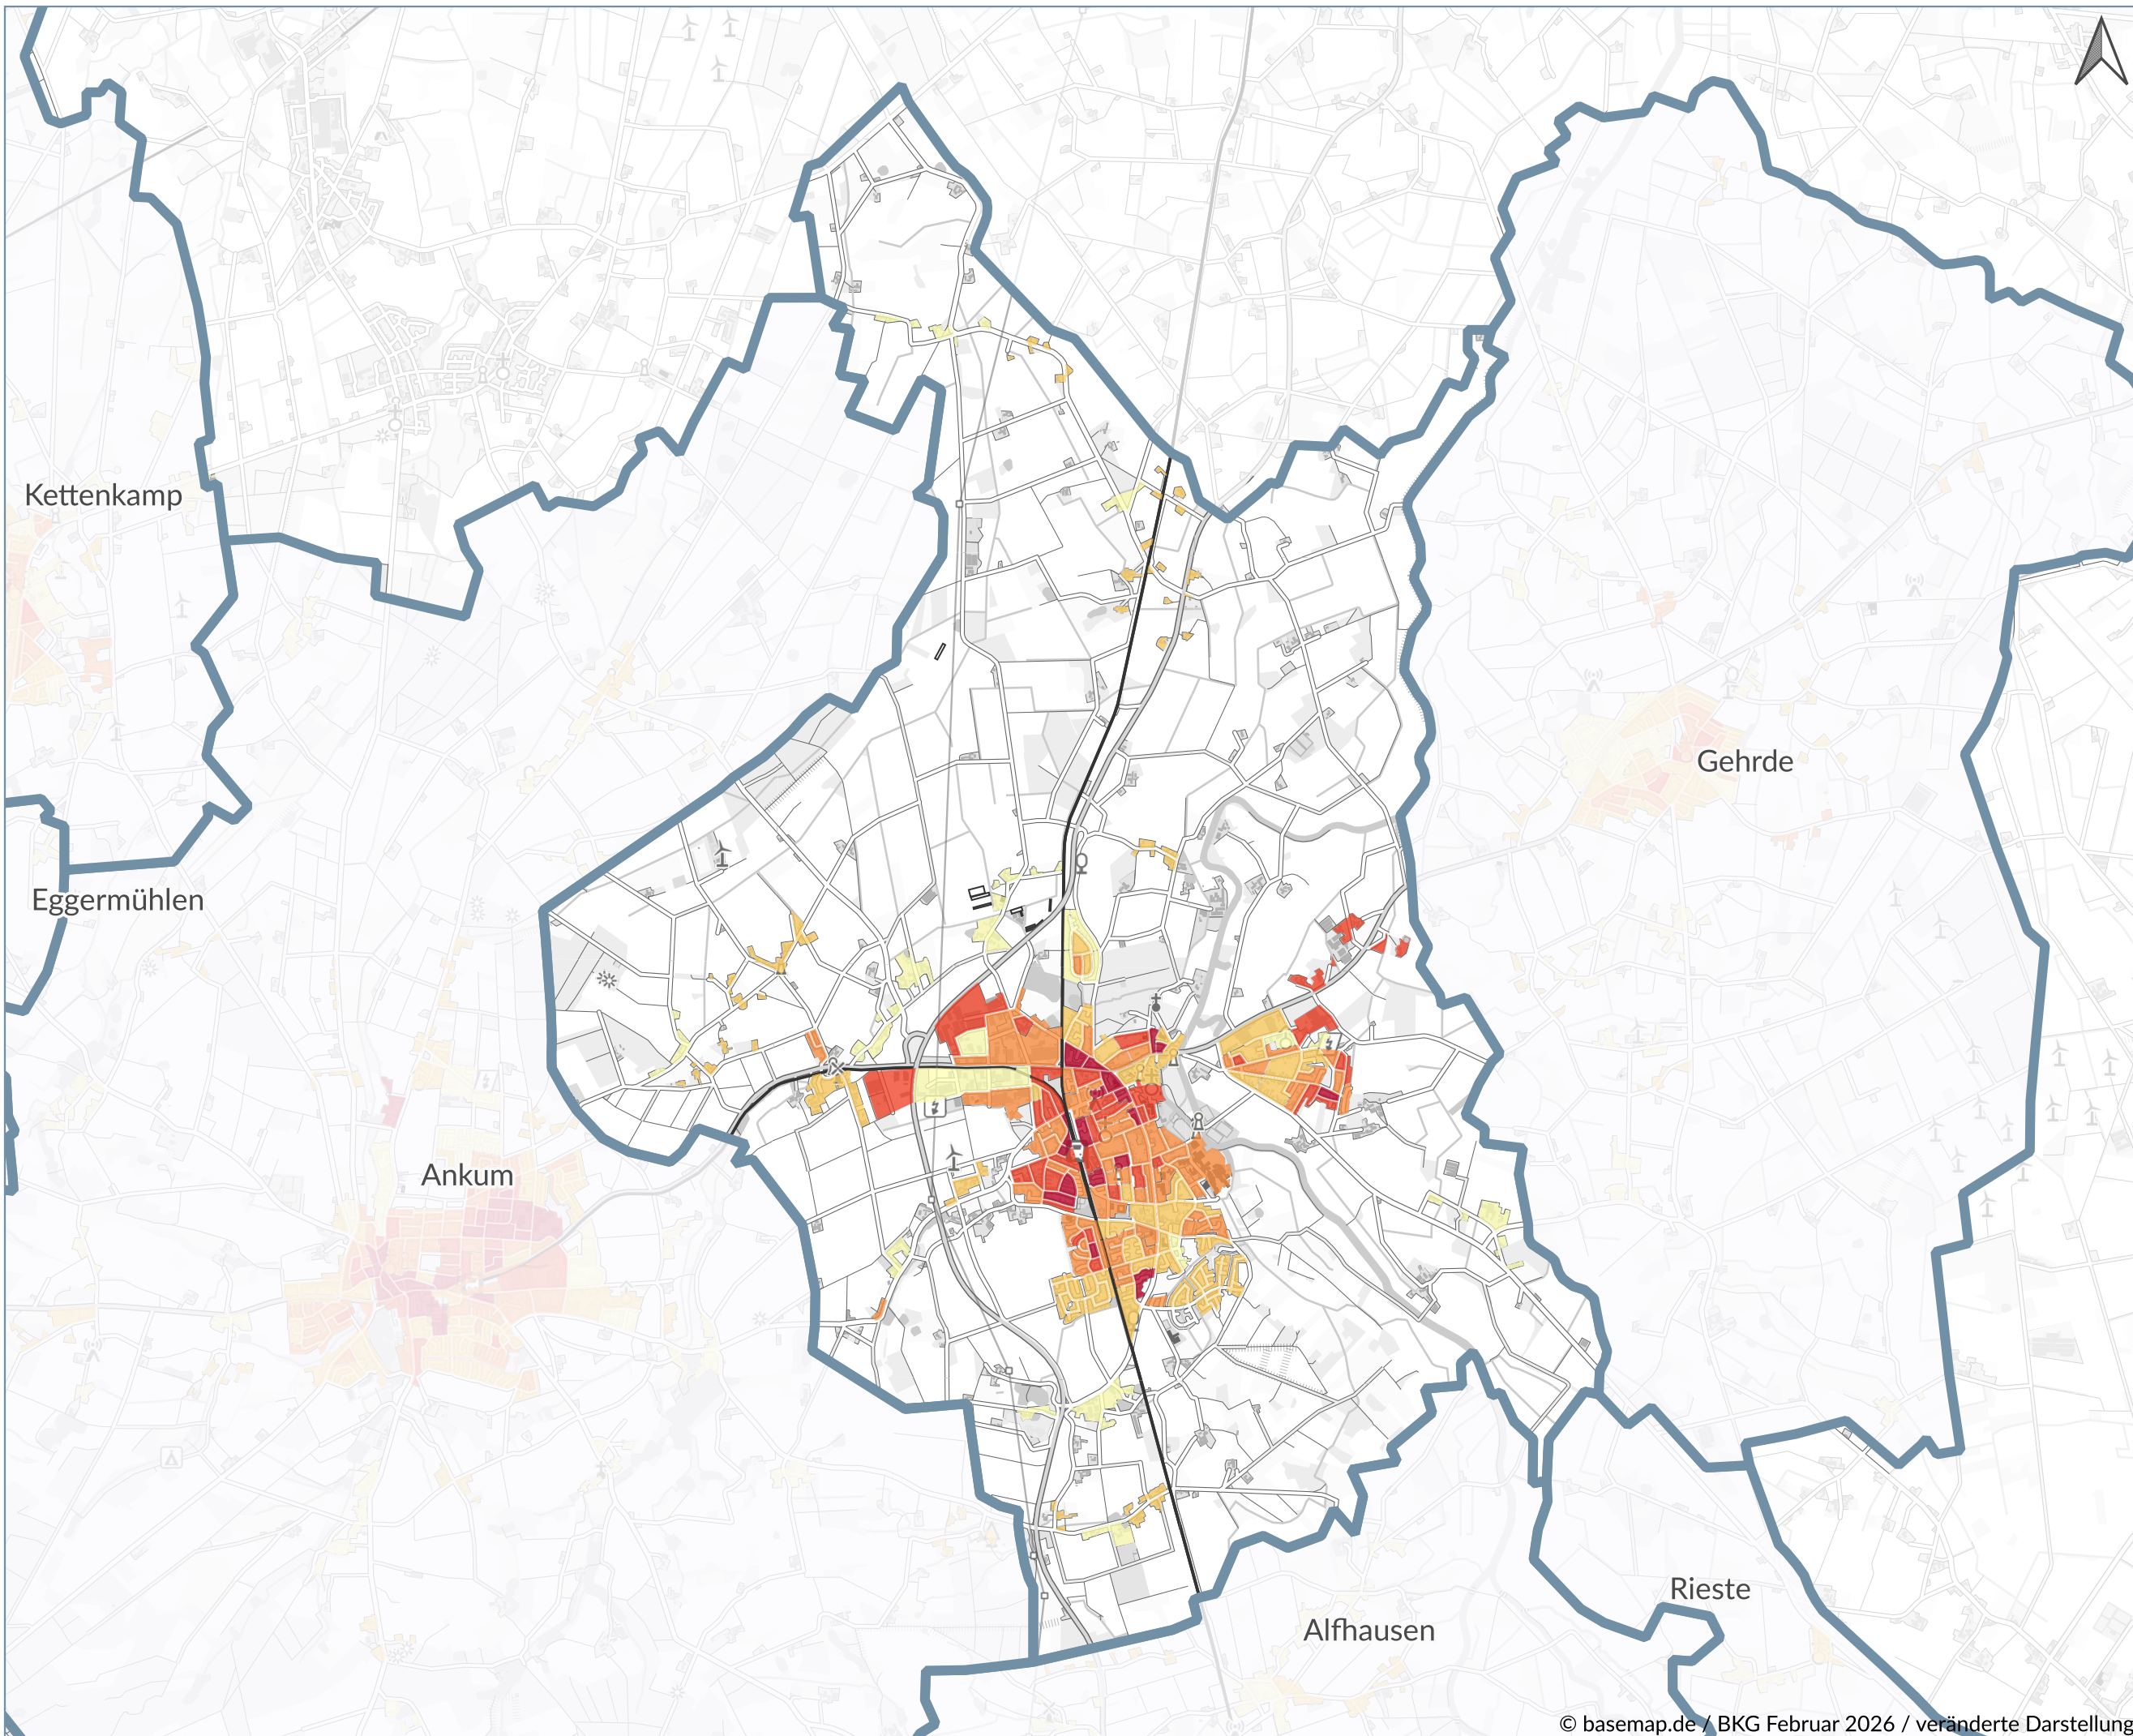 Kettenkamp
Gehrde
Eggermühlen
Ankum
Rieste
Alfhausen
© basemap.de / BKG Februar 2026 / veränderte Darstellung